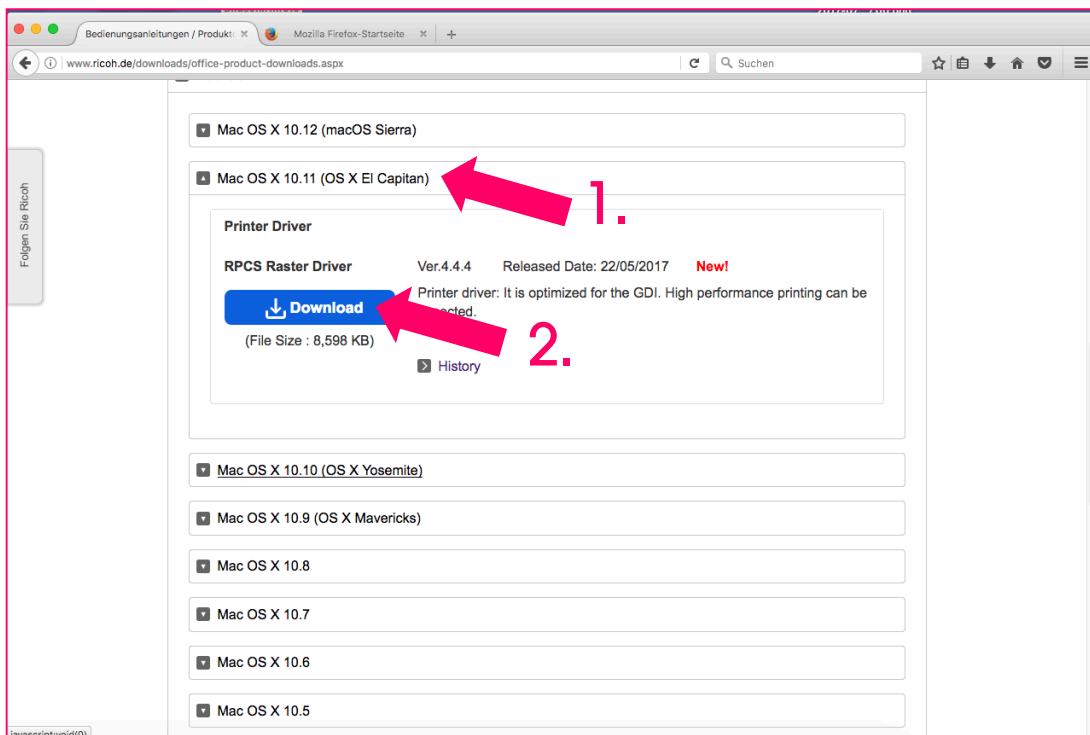 Bedienungsanleitungen / Produkt
Mozilla Firefox-Startseite
www.ricoh.de/downloads/office-product-downloads.aspx
Suchen
Folgen Sie Ricoh
Mac OS X 10.12 (macOS Sierra)
Mac OS X 10.11 (OS X El Capitan)
1.
Printer Driver
RPCS Raster Driver Ver.4.4.4 Released Date: 22/05/2017 New!
Download
Printer driver: It is optimized for the GDI. High performance printing can be
(File Size : 8,598 KB)
2.
History
Mac OS X 10.10 (OS X Yosemite)
Mac OS X 10.9 (OS X Mavericks)
Mac OS X 10.8
Mac OS X 10.7
Mac OS X 10.6
Mac OS X 10.5
javascript:void(0)